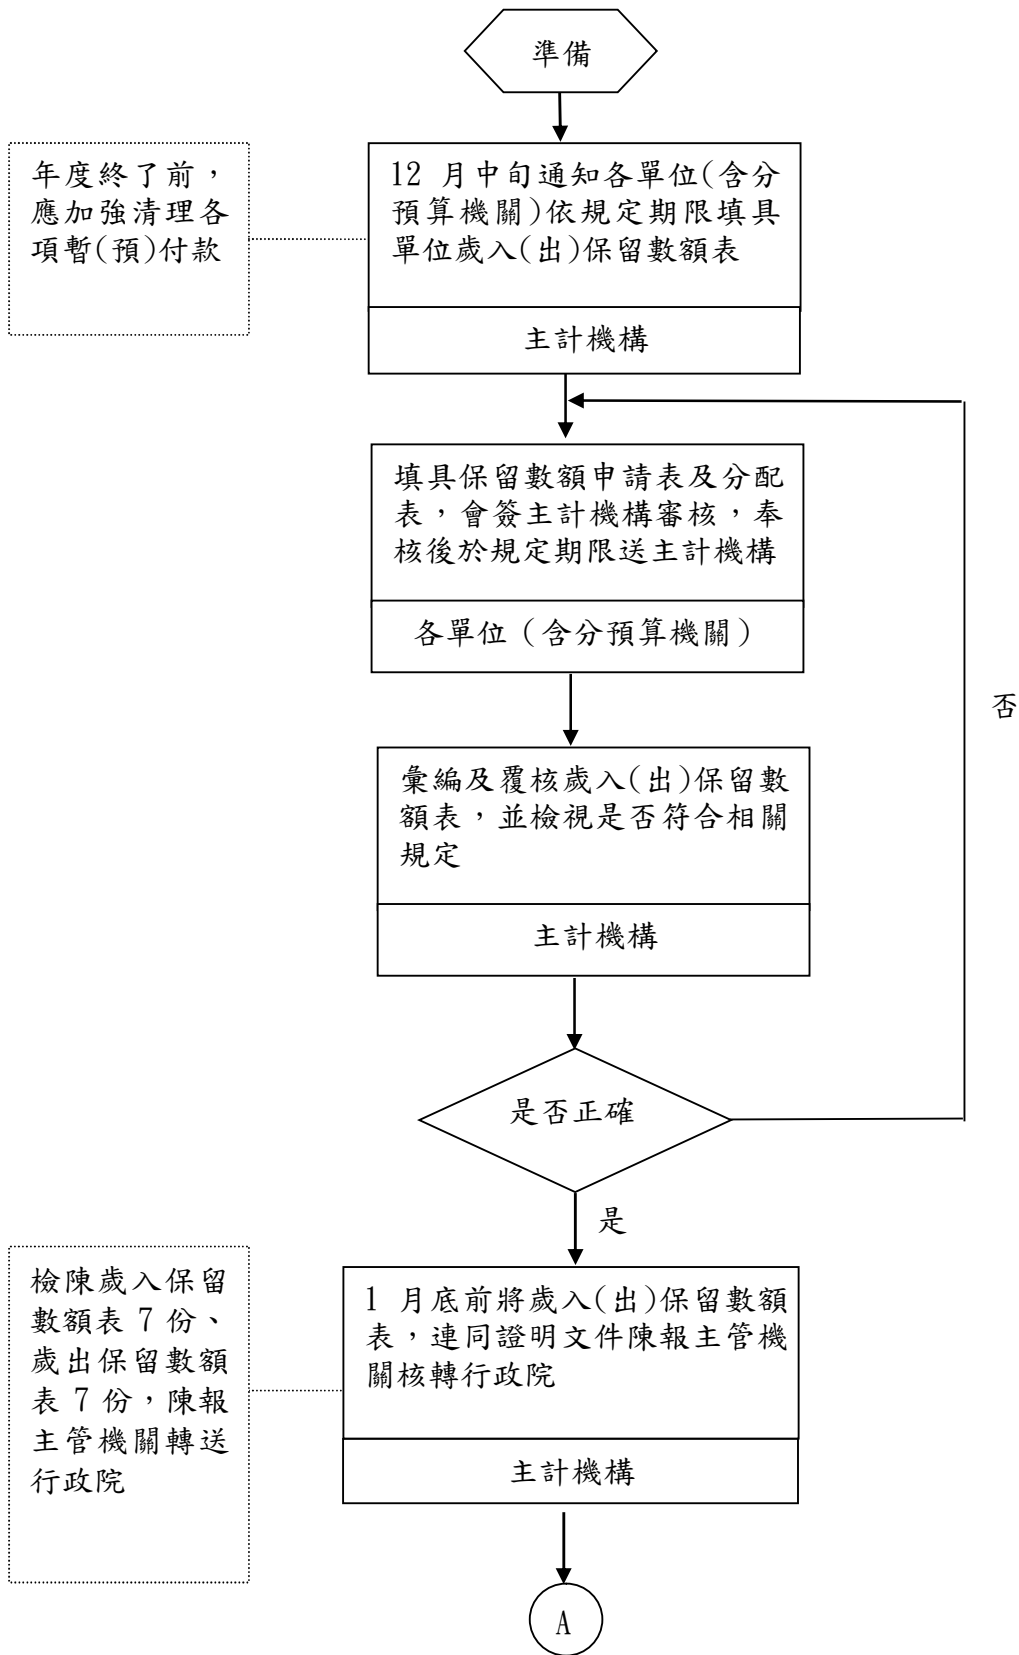 準備
年度終了前，
應加強清理各
項暫(預)付款
12 月中旬通知各單位(含分
預算機關)依規定期限填具
單位歲入(出)保留數額表
主計機構
填具保留數額申請表及分配
表，會簽主計機構審核，奉
核後於規定期限送主計機構
各單位（含分預算機關）
否
彙編及覆核歲入(出)保留數
額表，並檢視是否符合相關
規定
主計機構
是否正確
是
檢陳歲入保留
數額表 7 份、
歲出保留數額
表 7 份，陳報
主管機關轉送
行政院
1 月底前將歲入(出)保留數額
表，連同證明文件陳報主管機
關核轉行政院
主計機構
A